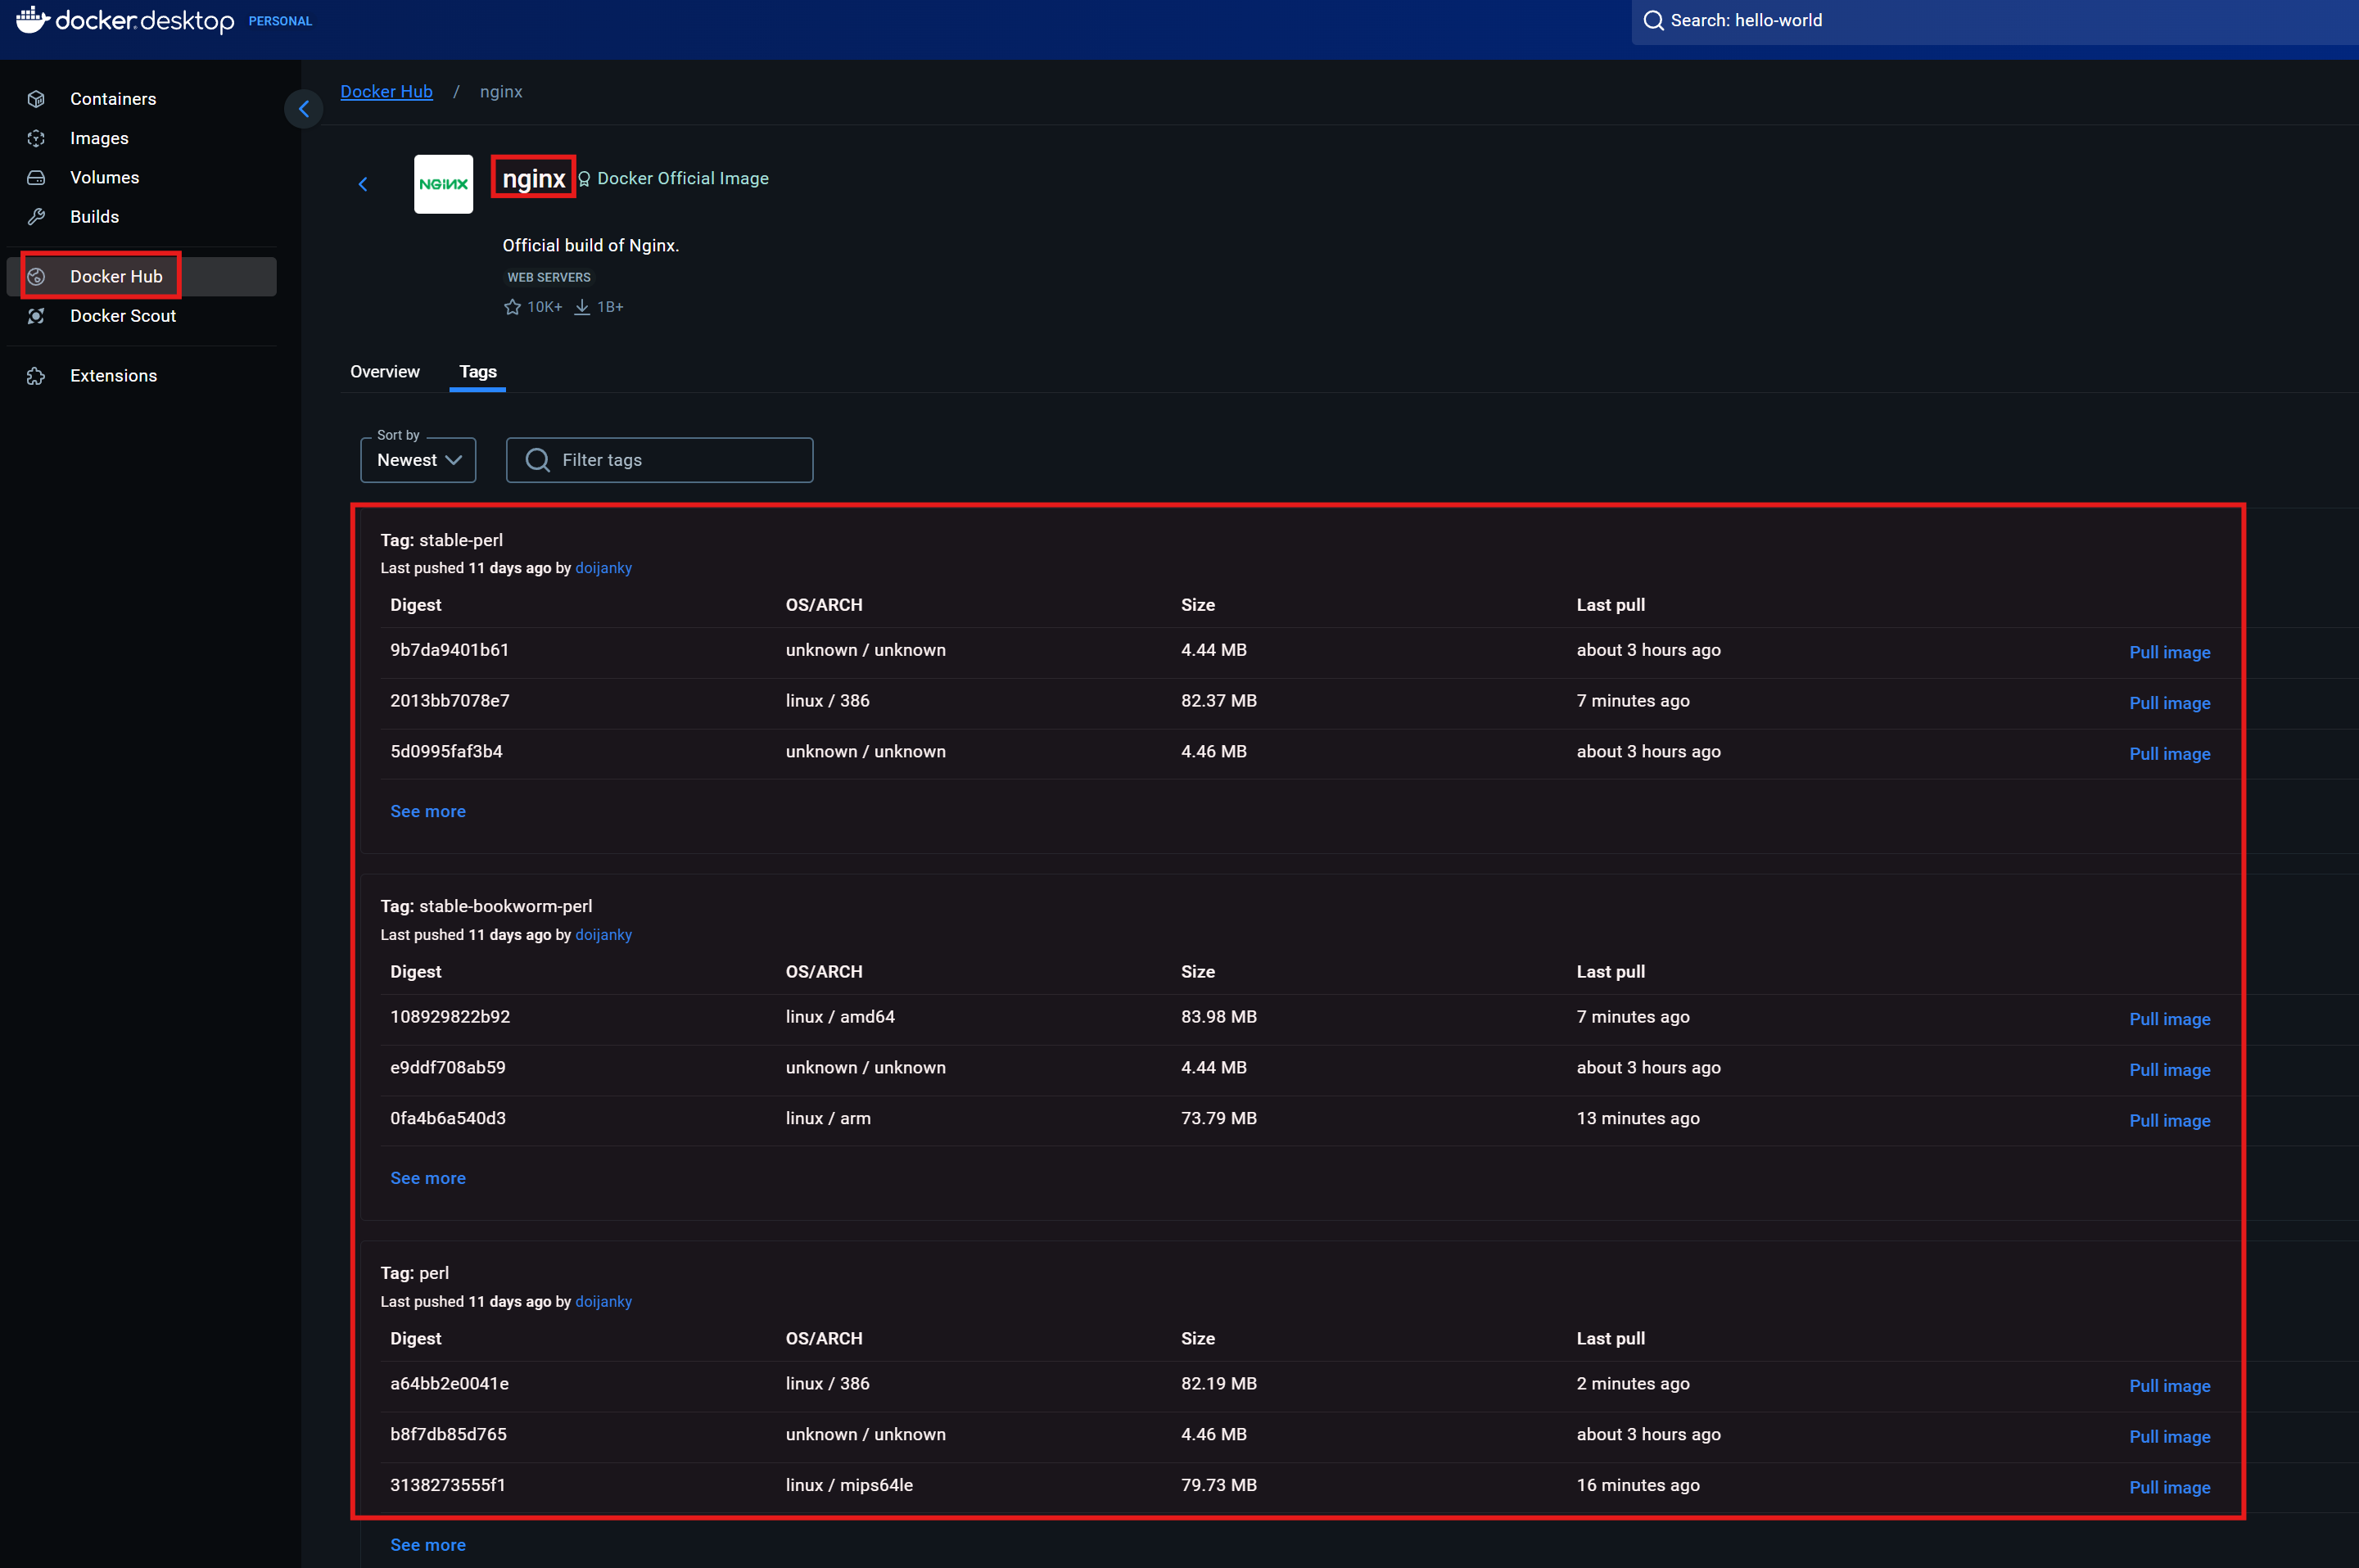 docker desktop PERSONAL
Search: hello-world
Containers
Images
Volumes
Builds
Docker Hub
Docker Scout
Extensions
Docker Hub / nginx
NGINX
nginx Docker Official Image
Official build of Nginx.
WEB SERVERS
10K+ 1B+
Overview Tags
Sort by
Newest
Filter tags
Tag: stable-perl
Last pushed 11 days ago by doijanky
Digest OS/ARCH Size Last pull
9b7da9401b61 unknown / unknown 4.44 MB about 3 hours ago Pull image
2013bb7078e7 linux / 386 82.37 MB 7 minutes ago Pull image
5d0995faf3b4 unknown / unknown 4.46 MB about 3 hours ago Pull image
See more
Tag: stable-bookworm-perl
Last pushed 11 days ago by doijanky
Digest OS/ARCH Size Last pull
108929822b92 linux / amd64 83.98 MB 7 minutes ago Pull image
e9ddf708ab59 unknown / unknown 4.44 MB about 3 hours ago Pull image
0fa4b6a540d3 linux / arm 73.79 MB 13 minutes ago Pull image
See more
Tag: perl
Last pushed 11 days ago by doijanky
Digest OS/ARCH Size Last pull
a64bb2e0041e linux / 386 82.19 MB 2 minutes ago Pull image
b8f7db85d765 unknown / unknown 4.46 MB about 3 hours ago Pull image
3138273555f1 linux / mips64le 79.73 MB 16 minutes ago Pull image
See more